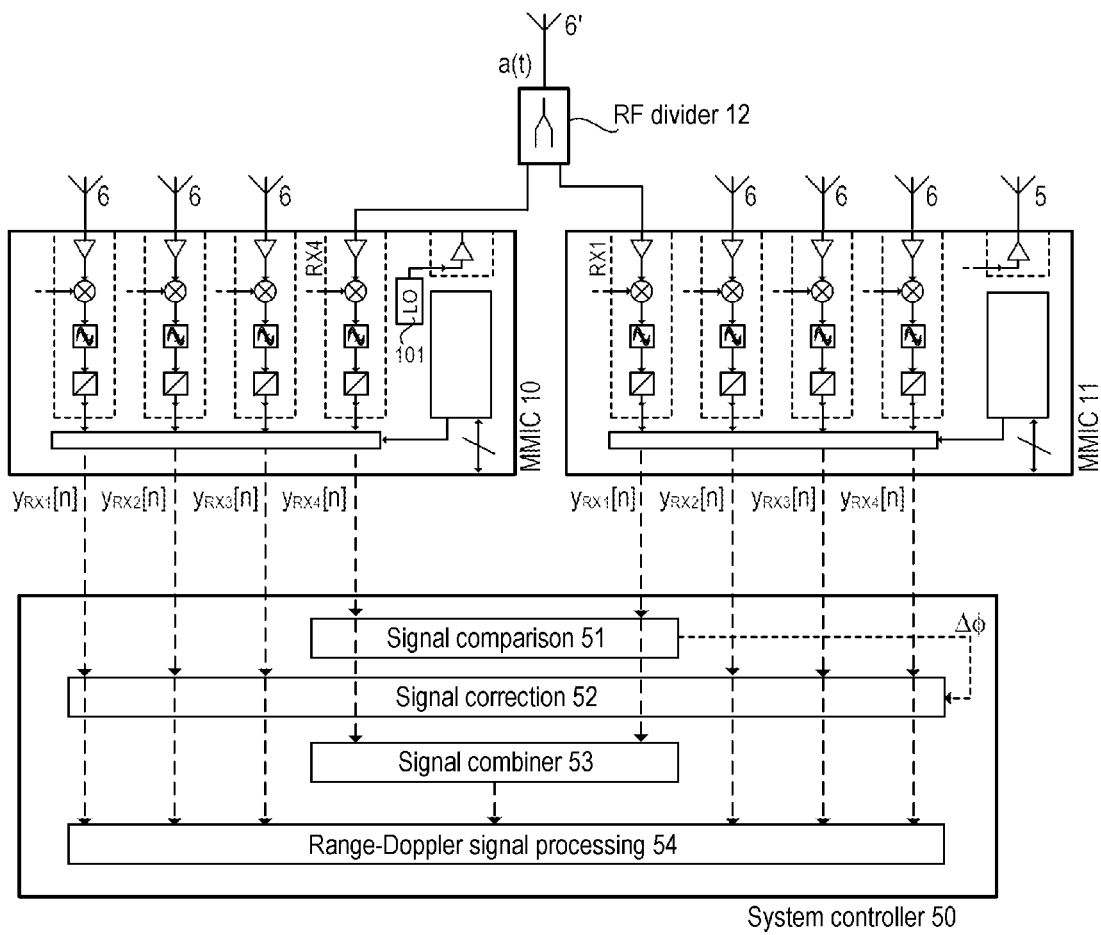 6'
a(t)
RF divider 12
6 6 6 6 6 6 5
RX4 RX1
LO
101
MMIC 10 MMIC 11
yRX1[n] yRX2[n] yRX3[n] yRX4[n] yRX1[n] yRX2[n] yRX3[n] yRX4[n]
Signal comparison 51
Δϕ
Signal correction 52
Signal combiner 53
Range-Doppler signal processing 54
System controller 50